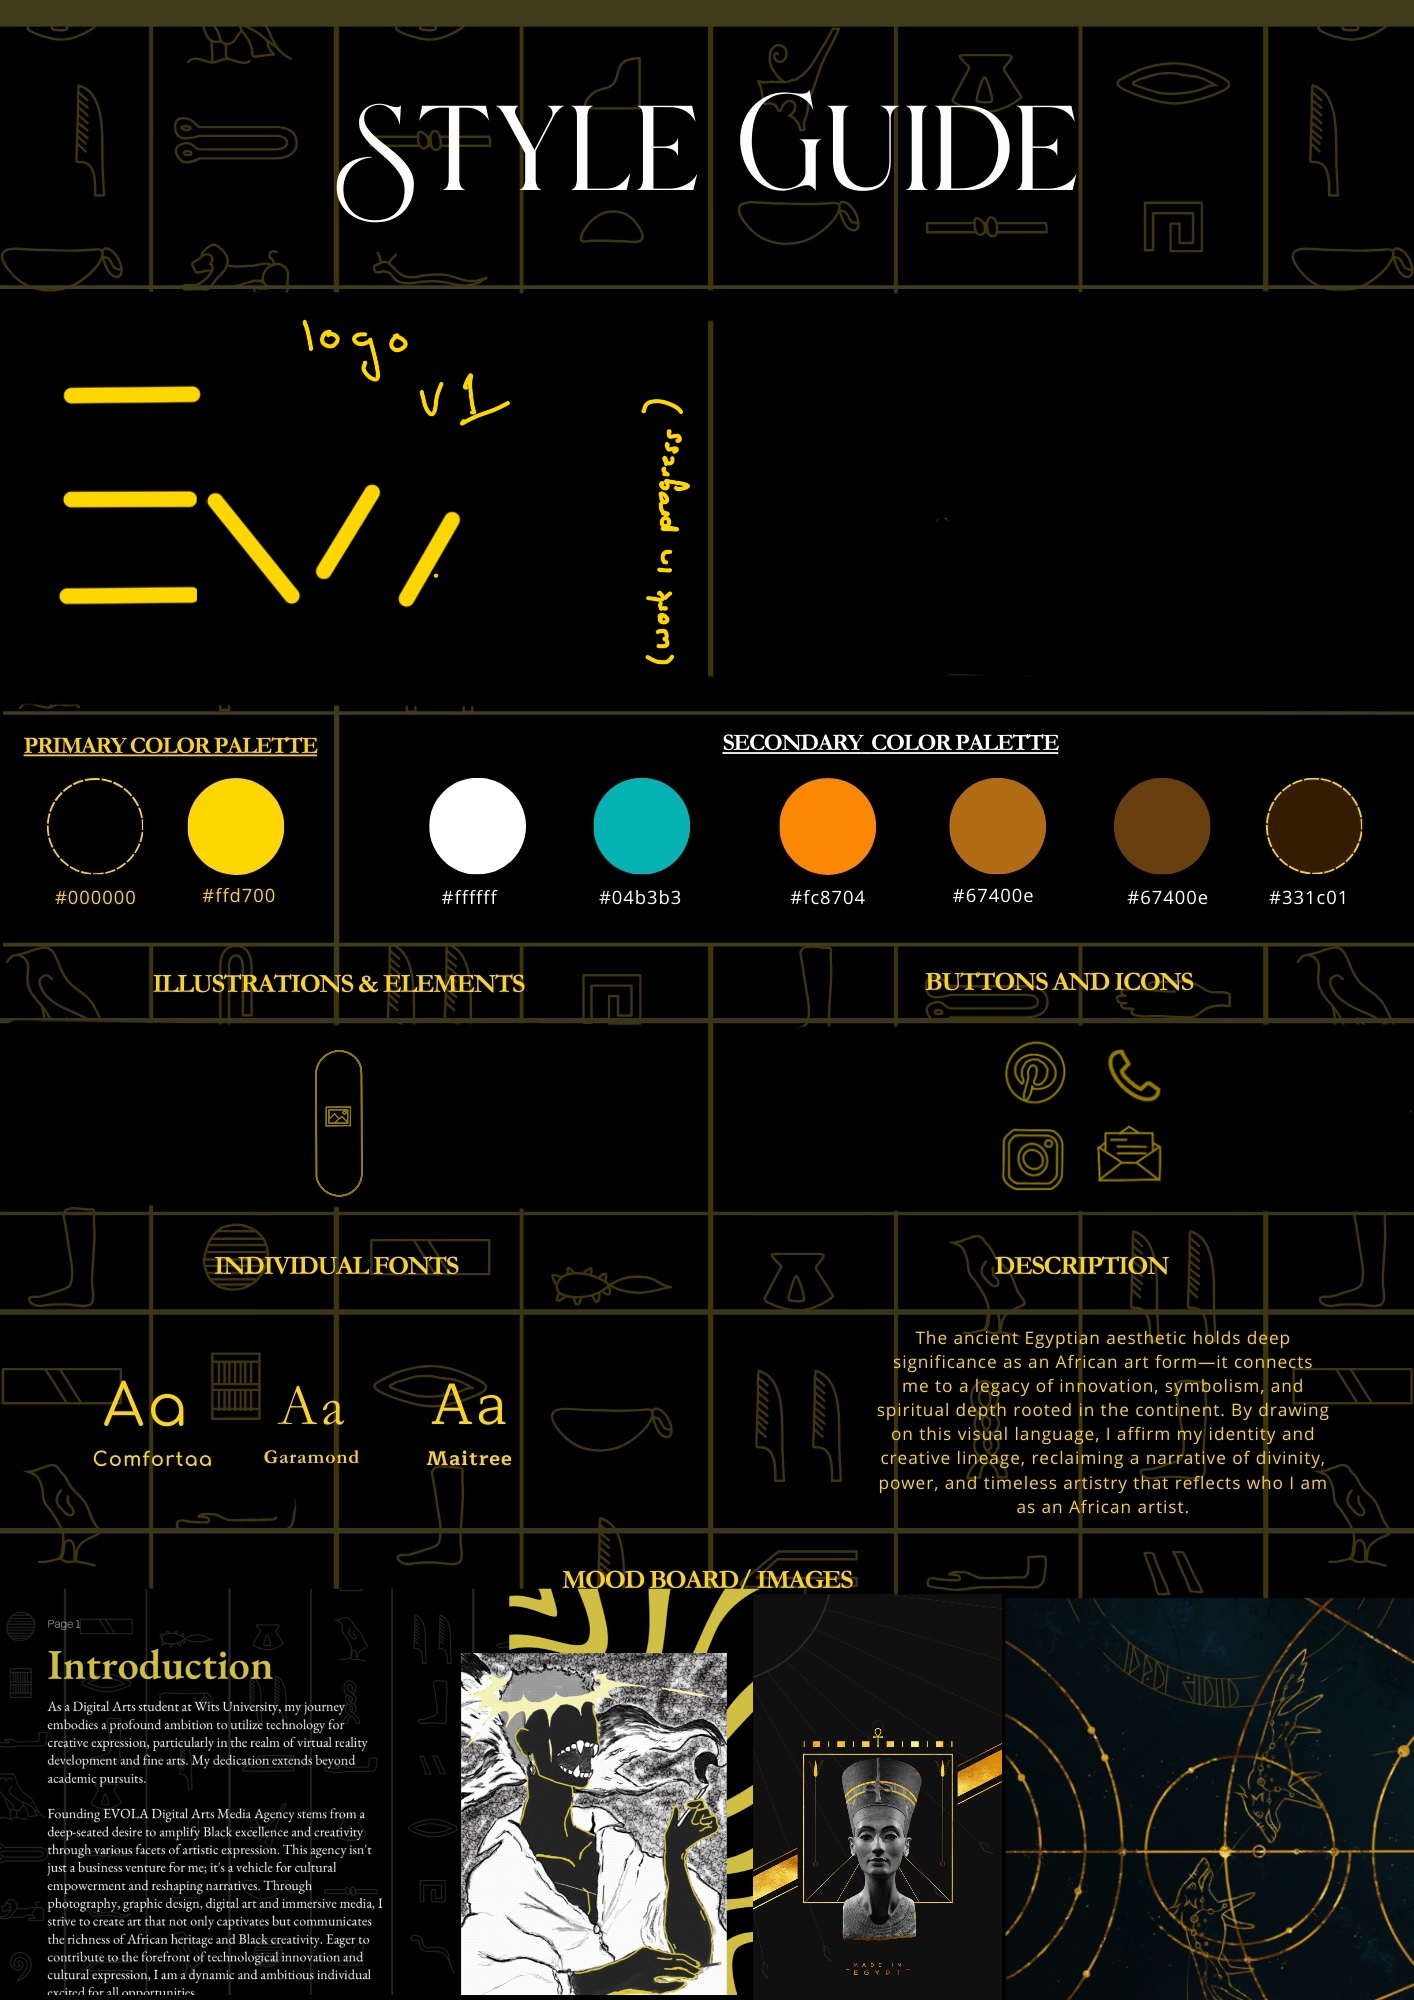 STYLE GUIDE
logo
v1
(work in progress)
EVO
PRIMARY COLOR PALETTE
SECONDARY COLOR PALETTE
#000000
#ffd700
#ffffff
#04b3b3
#fc8704
#67400e
#67400e
#331c01
ILLUSTRATIONS & ELEMENTS
BUTTONS AND ICONS
INDIVIDUAL FONTS
DESCRIPTION
Aa
Aa
Aa
Comfortaa
Garamond
Maitree
The ancient Egyptian aesthetic holds deep
significance as an African art form—it connects
me to a legacy of innovation, symbolism, and
spiritual depth rooted in the continent. By drawing
on this visual language, I affirm my identity and
creative lineage, reclaiming a narrative of divinity,
power, and timeless artistry that reflects who I am
as an African artist.
MOOD BOARD/ IMAGES
Page 1
Introduction
As a Digital Arts student at Wits University, my journey
embodies a profound ambition to utilize technology for
creative expression, particularly in the realm of virtual reality
development and fine arts. My dedication extends beyond
academic pursuits.
Founding EVOLA Digital Arts Media Agency stems from a
deep-seated desire to amplify Black excellence and creativity
through various facets of artistic expression. This agency isn't
just a business venture for me; it's a vehicle for cultural
empowerment and reshaping narratives. Through
photography, graphic design, digital art and immersive media, I
strive to create art that not only captivates but communicates
the richness of African heritage and Black creativity. Eager to
contribute to the forefront of technological innovation and
cultural expression, I am a dynamic and ambitious individual
excited for all opportunities.
MADE IN
EGYPT